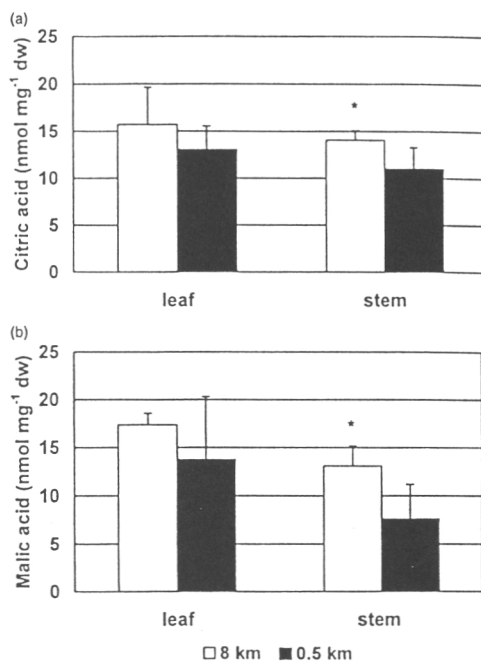 (a)
Citric acid (nmol mg⁻¹ dw)
25
20
15
10
5
0
leaf stem
*
(b)
Malic acid (nmol mg⁻¹ dw)
25
20
15
10
5
0
leaf stem
*
8 km 0.5 km